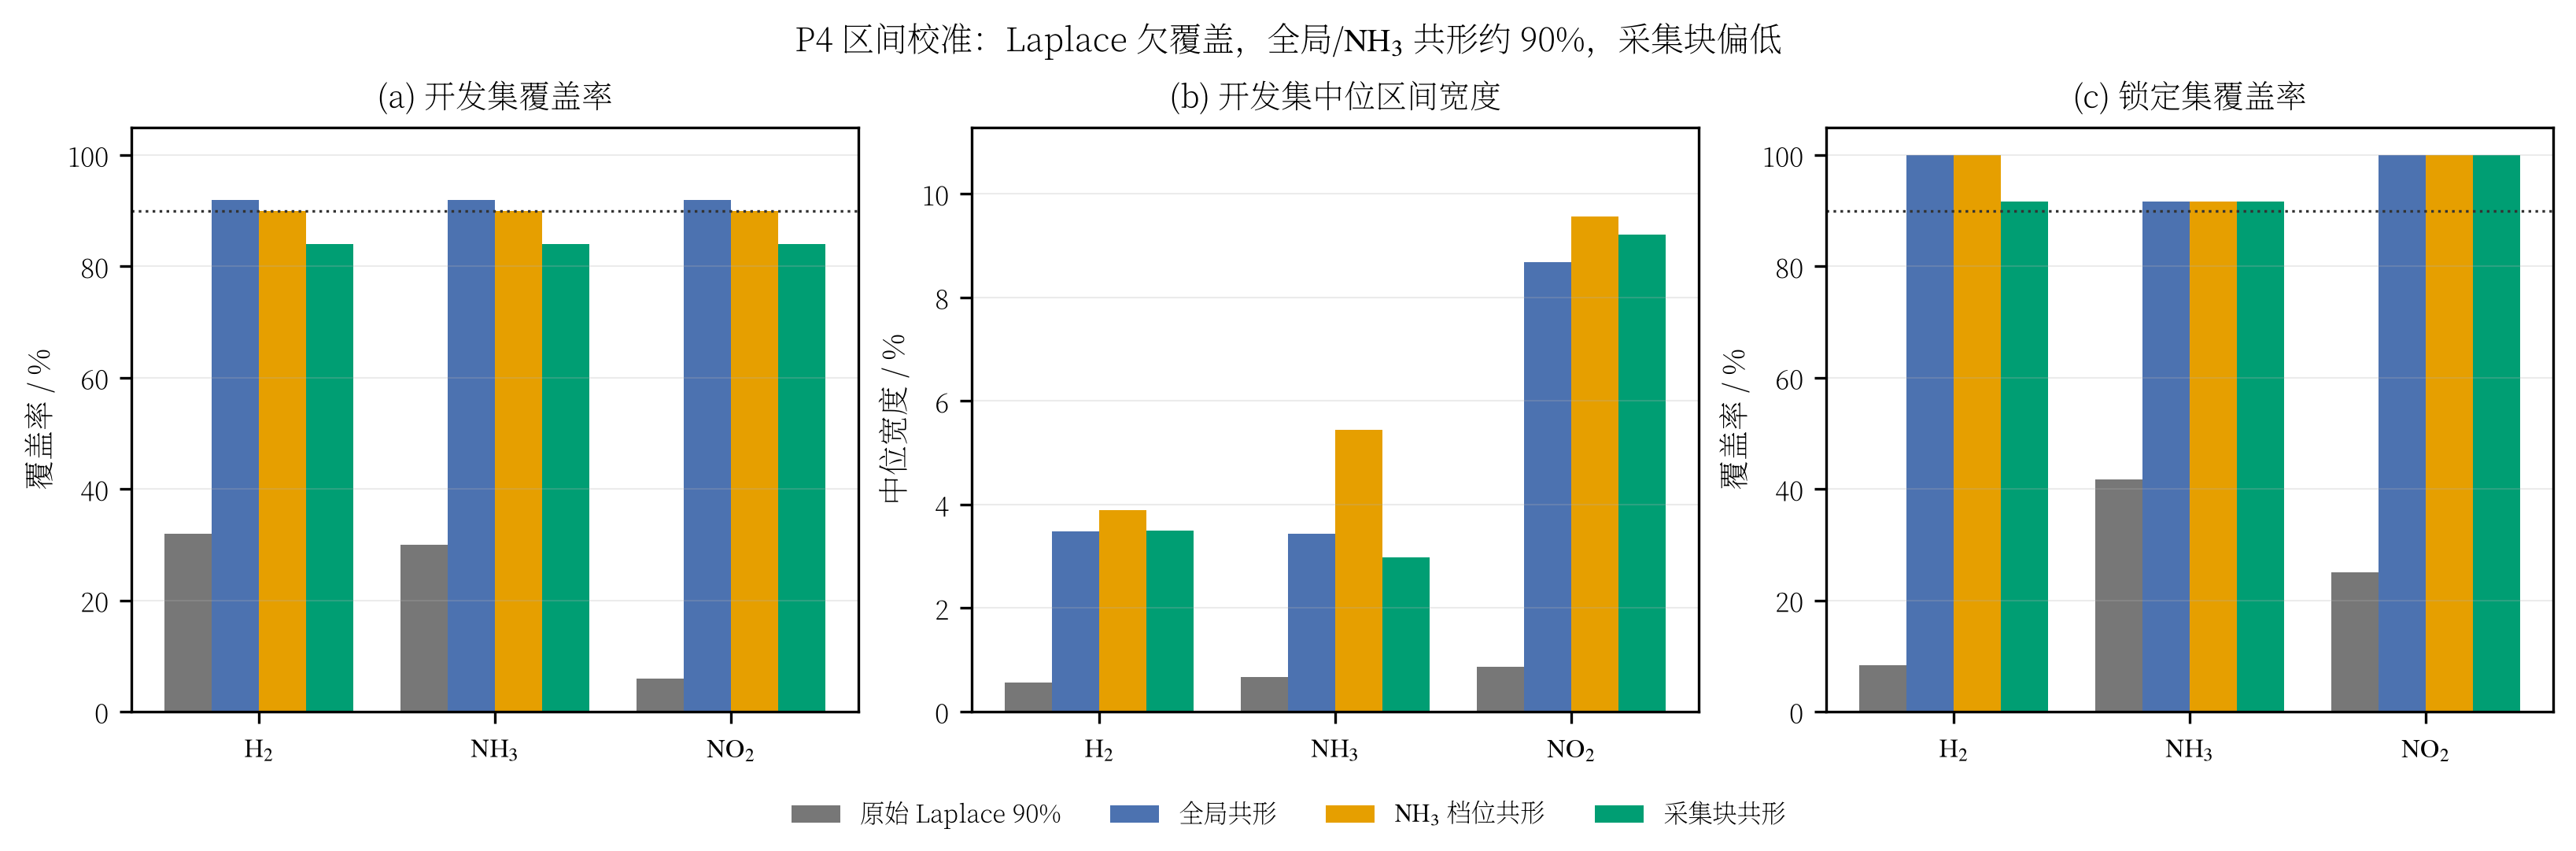 P4 区间校准：Laplace 欠覆盖，全局/NH₃ 共形约 90%，采集块偏低
(a) 开发集覆盖率
覆盖率 / %
100
80
60
40
20
0
H₂
NH₃
NO₂
(b) 开发集中位区间宽度
中位宽度 / %
10
8
6
4
2
0
H₂
NH₃
NO₂
(c) 锁定集覆盖率
覆盖率 / %
100
80
60
40
20
0
H₂
NH₃
NO₂
原始 Laplace 90%
全局共形
NH₃ 档位共形
采集块共形